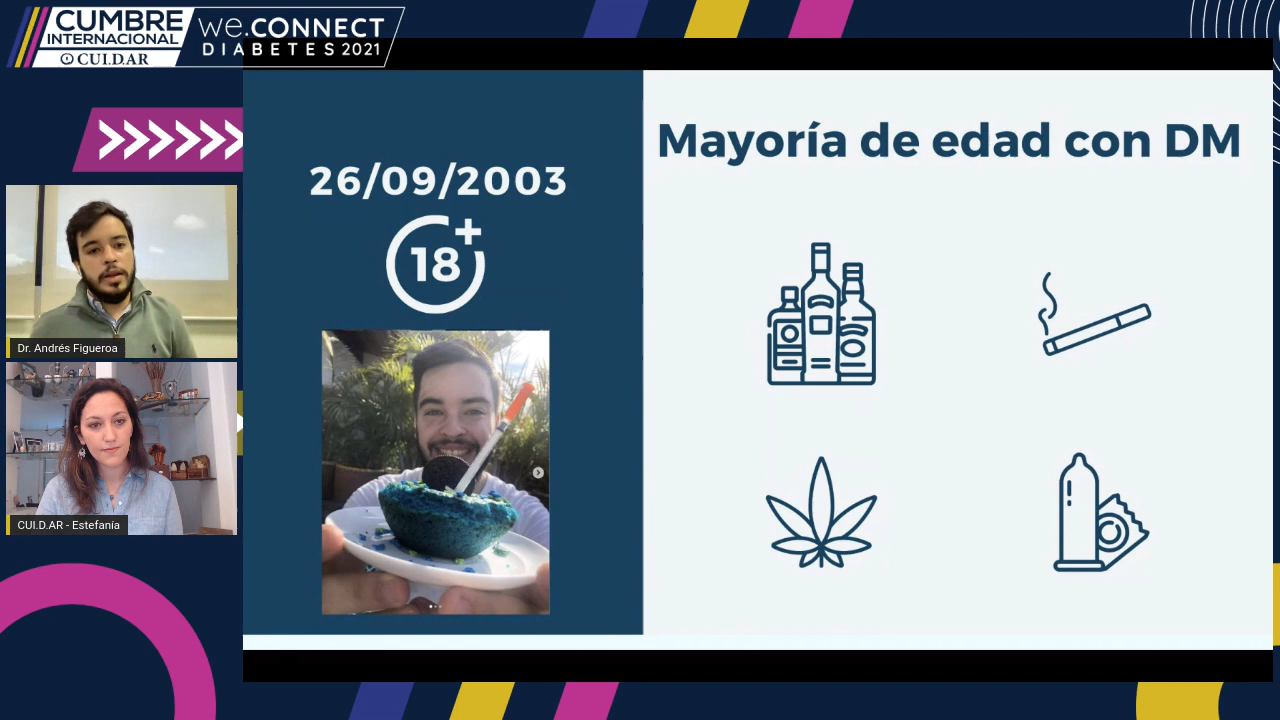 CUMBRE
INTERNACIONAL
CUI.D.AR
we.CONNECT
DIABETES 2021
Mayoría de edad con DM
26/09/2003
18+
Dr. Andrés Figueroa
CUI.D.AR - Estefanía